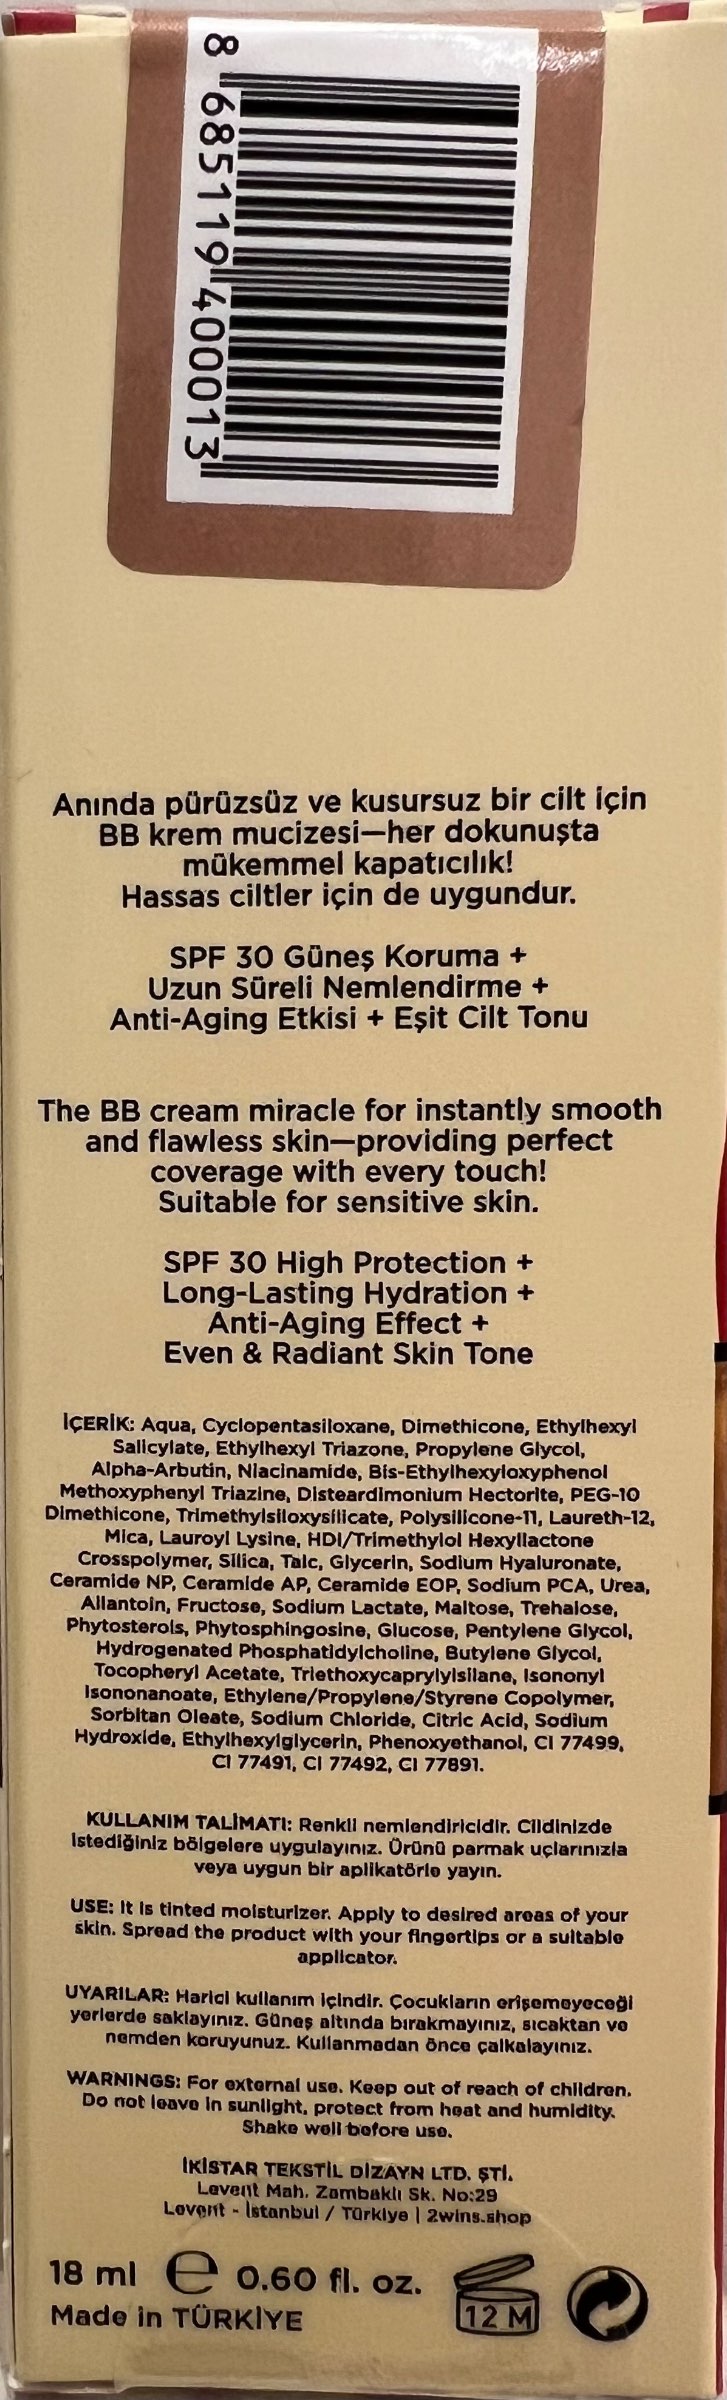 8 685119 400013
Anında pürüzsüz ve kusursuz bir cilt için
BB krem mucizesi—her dokunuşta
mükemmel kapatıcılık!
Hassas ciltler için de uygundur.
SPF 30 Güneş Koruma +
Uzun Süreli Nemlendirme +
Anti-Aging Etkisi + Eşit Cilt Tonu
The BB cream miracle for instantly smooth
and flawless skin—providing perfect
coverage with every touch!
Suitable for sensitive skin.
SPF 30 High Protection +
Long-Lasting Hydration +
Anti-Aging Effect +
Even & Radiant Skin Tone
İÇERİK: Aqua, Cyclopentasiloxane, Dimethicone, Ethylhexyl
Salicylate, Ethylhexyl Triazone, Propylene Glycol,
Alpha-Arbutin, Niacinamide, Bis-Ethylhexyloxyphenol
Methoxyphenyl Triazine, Disteardimonium Hectorite, PEG-10
Dimethicone, Trimethylsiloxysilicate, Polysilicone-11, Laureth-12,
Mica, Lauroyl Lysine, HDI/Trimethylol Hexyllactone
Crosspolymer, Silica, Talc, Glycerin, Sodium Hyaluronate,
Ceramide NP, Ceramide AP, Ceramide EOP, Sodium PCA, Urea,
Allantoin, Fructose, Sodium Lactate, Maltose, Trehalose,
Phytosterols, Phytosphingosine, Glucose, Pentylene Glycol,
Hydrogenated Phosphatidylcholine, Butylene Glycol,
Tocopheryl Acetate, Triethoxycaprylylsilane, Isononyl
Isononanoate, Ethylene/Propylene/Styrene Copolymer,
Sorbitan Oleate, Sodium Chloride, Citric Acid, Sodium
Hydroxide, Ethylhexylglycerin, Phenoxyethanol, CI 77499,
CI 77491, CI 77492, CI 77891.
KULLANIM TALİMATI: Renkli nemlendiricidir. Cildinizde
istediğiniz bölgelere uygulayınız. Ürünü parmak uçlarınızla
veya uygun bir aplikatörle yayın.
USE: It is tinted moisturizer. Apply to desired areas of your
skin. Spread the product with your fingertips or a suitable
applicator.
UYARILAR: Harici kullanım içindir. Çocukların erişemeyeceği
yerlerde saklayınız. Güneş altında bırakmayınız, sıcaktan ve
nemden koruyunuz. Kullanmadan önce çalkalayınız.
WARNINGS: For external use. Keep out of reach of children.
Do not leave in sunlight, protect from heat and humidity.
Shake well before use.
İKİSTAR TEKSTİL DİZAYN LTD. ŞTİ.
Levent Mah. Zambaklı Sk. No:29
Levent - İstanbul / Türkiye | 2wins.shop
18 ml ℮ 0.60 fl. oz.
Made in TÜRKİYE
12 M